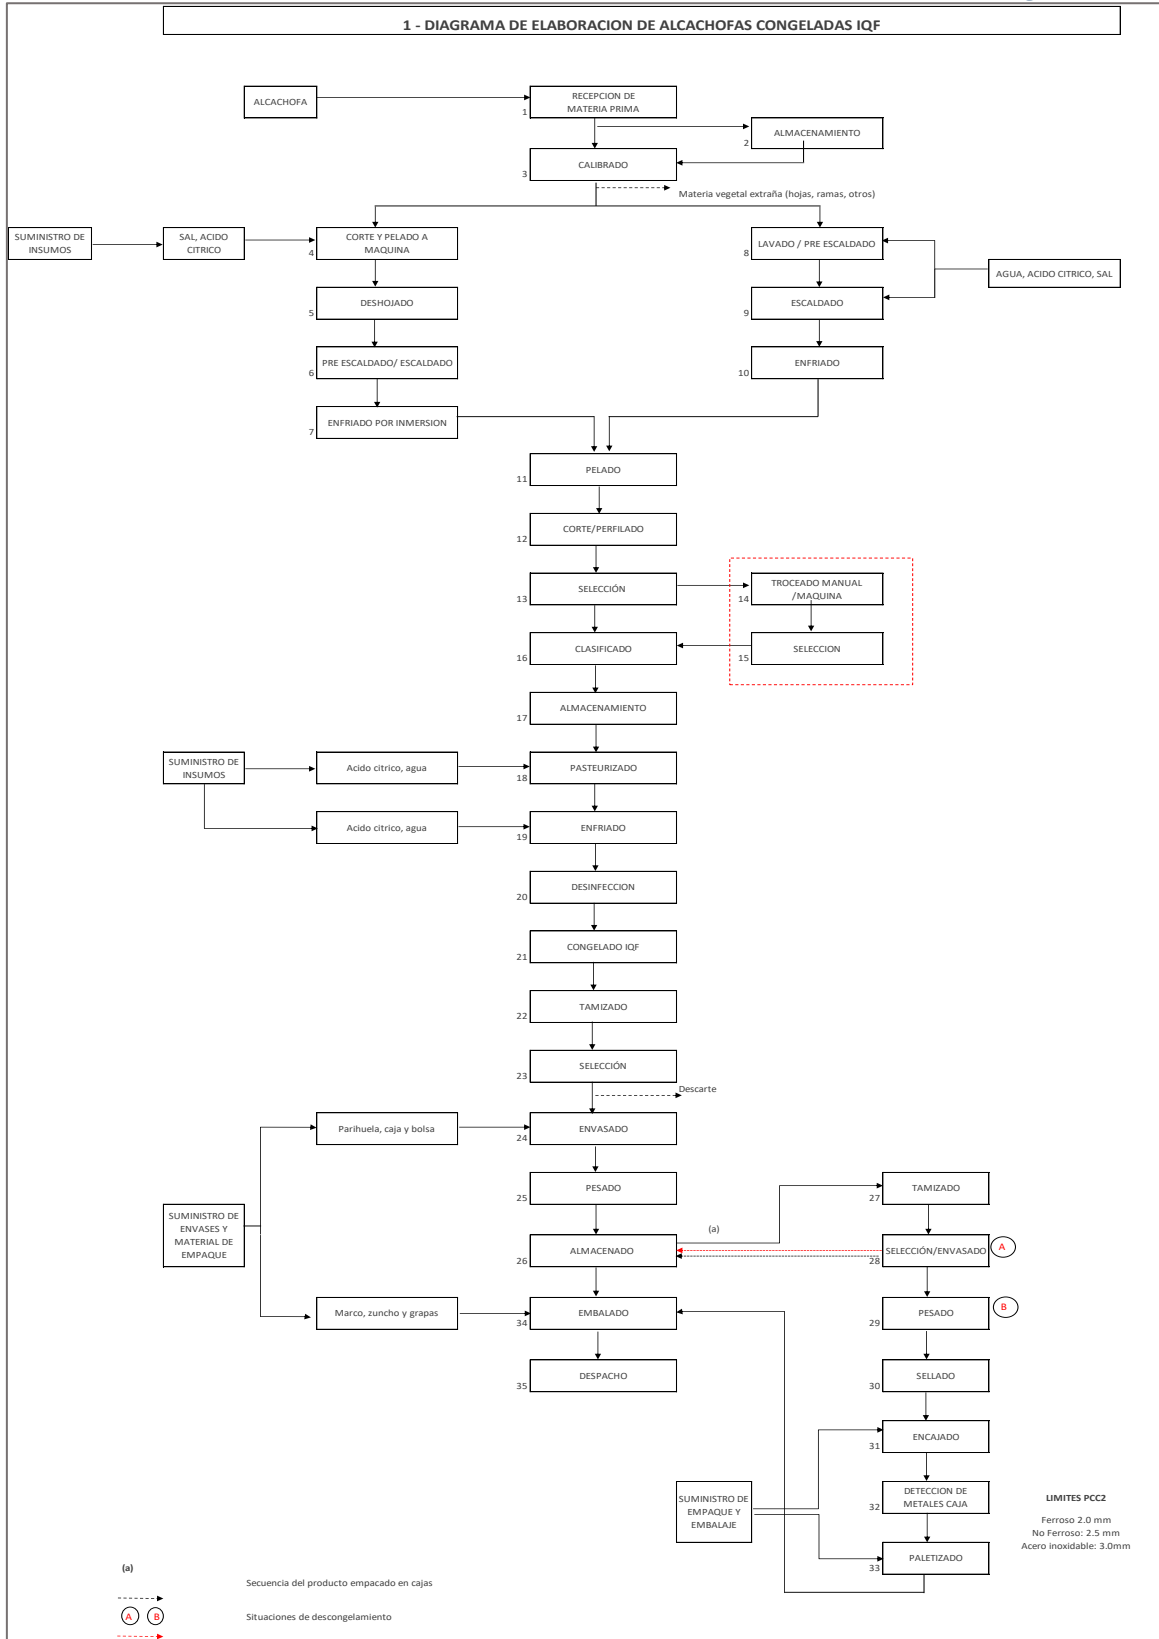 1 - DIAGRAMA DE ELABORACION DE ALCACHOFAS CONGELADAS IQF
ALCACHOFA
RECEPCION DE
MATERIA PRIMA
1
ALMACENAMIENTO
2
CALIBRADO
3
Materia vegetal extraña (hojas, ramas, otros)
SUMINISTRO DE
INSUMOS
SAL, ACIDO
CITRICO
CORTE Y PELADO A
MAQUINA
4
LAVADO / PRE ESCALDADO
8
AGUA, ACIDO CITRICO, SAL
DESHOJADO
5
ESCALDADO
9
PRE ESCALDADO/ ESCALDADO
6
ENFRIADO
10
ENFRIADO POR INMERSION
7
PELADO
11
CORTE/PERFILADO
12
SELECCIÓN
13
TROCEADO MANUAL
/MAQUINA
14
CLASIFICADO
16
SELECCION
15
ALMACENAMIENTO
17
SUMINISTRO DE
INSUMOS
Acido citrico, agua
PASTEURIZADO
18
Acido citrico, agua
ENFRIADO
19
DESINFECCION
20
CONGELADO IQF
21
TAMIZADO
22
SELECCIÓN
23
Descarte
Parihuela, caja y bolsa
ENVASADO
24
PESADO
25
TAMIZADO
27
SUMINISTRO DE
ENVASES Y
MATERIAL DE
EMPAQUE
(a)
ALMACENADO
26
SELECCIÓN/ENVASADO
28
A
Marco, zuncho y grapas
EMBALADO
34
PESADO
29
B
DESPACHO
35
SELLADO
30
ENCAJADO
31
SUMINISTRO DE
EMPAQUE Y
EMBALAJE
DETECCION DE
METALES CAJA
32
LIMITES PCC2
Ferroso 2.0 mm
No Ferroso: 2.5 mm
Acero inoxidable: 3.0mm
PALETIZADO
33
(a)
Secuencia del producto empacado en cajas
A B
Situaciones de descongelamiento